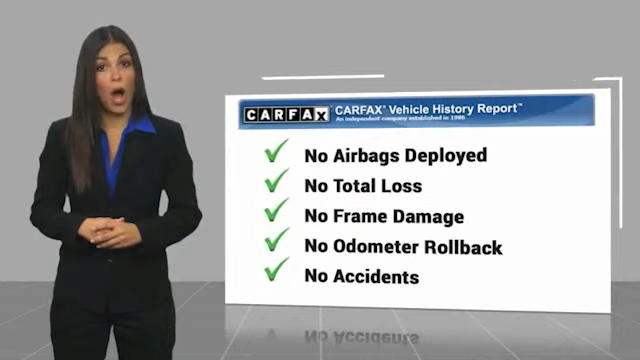 CARFAX CARFAX® Vehicle History Report™
An independent company established in 1986
No Airbags Deployed
No Total Loss
No Frame Damage
No Odometer Rollback
No Accidents